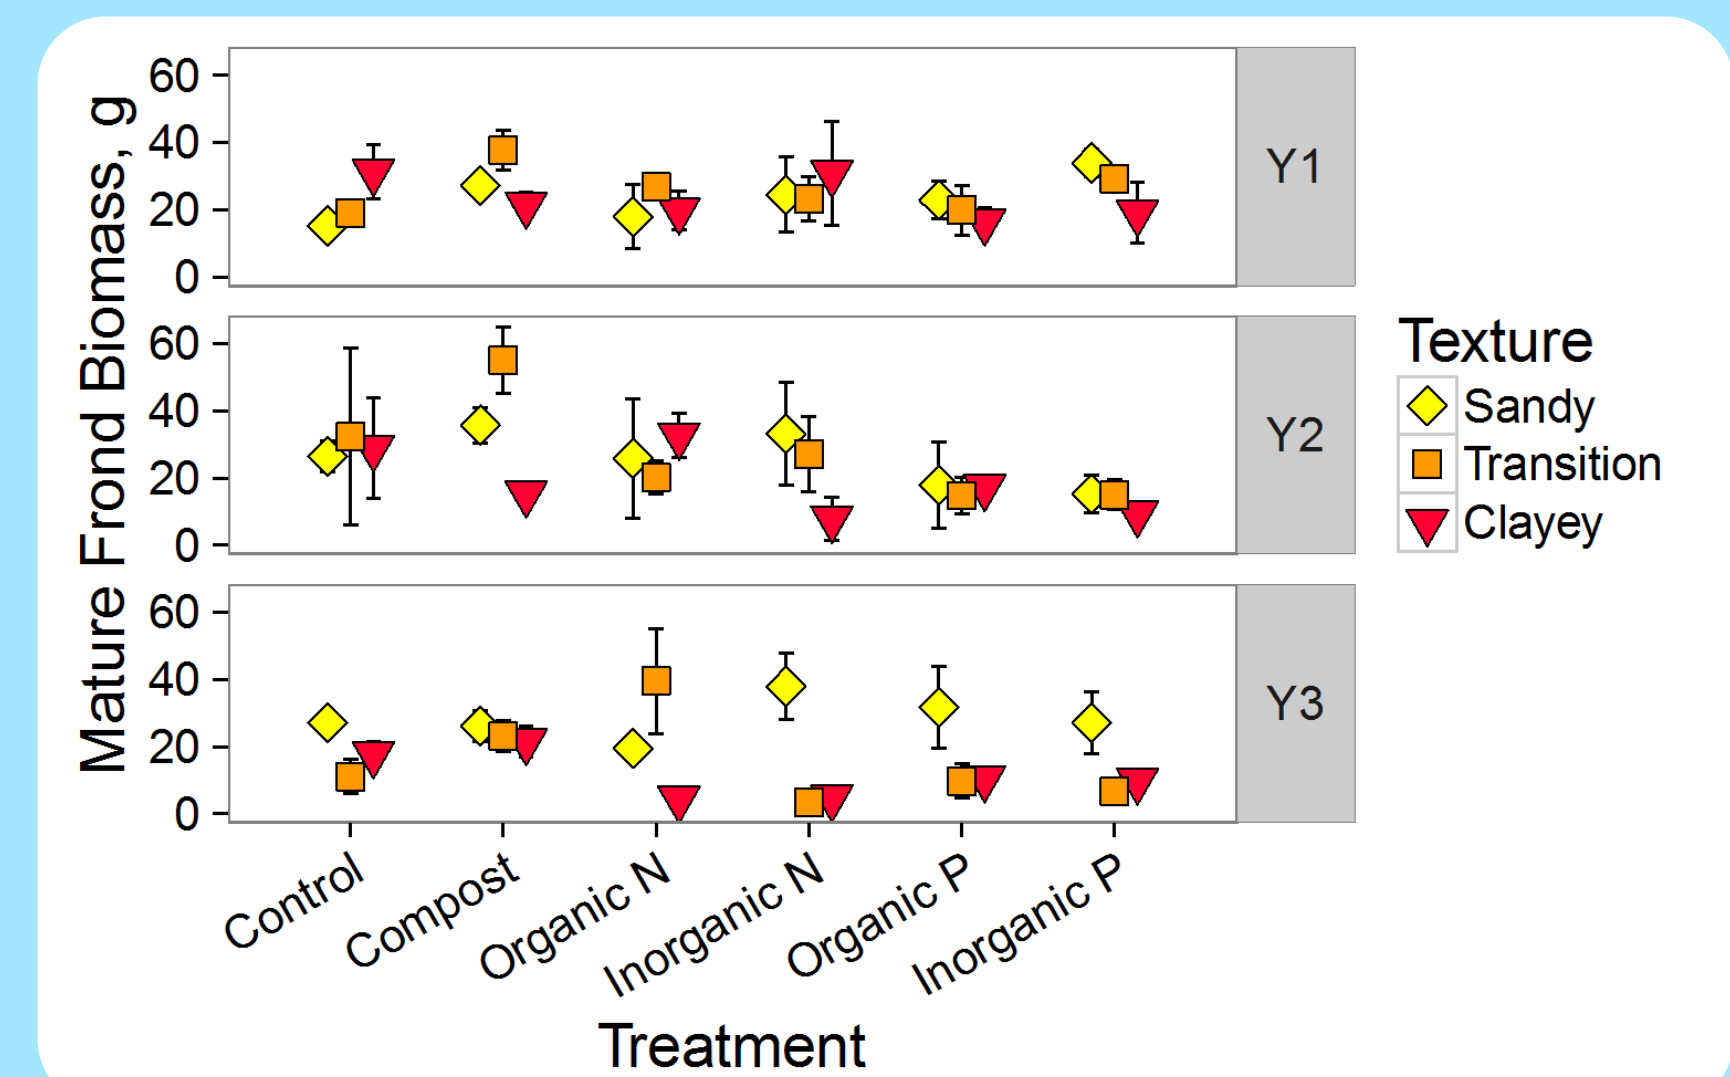 Mature Frond Biomass, g
60
40
20
0
Y1
60
40
20
0
Y2
60
40
20
0
Y3
Control
Compost
Organic N
Inorganic N
Organic P
Inorganic P
Treatment
Texture
Sandy
Transition
Clayey